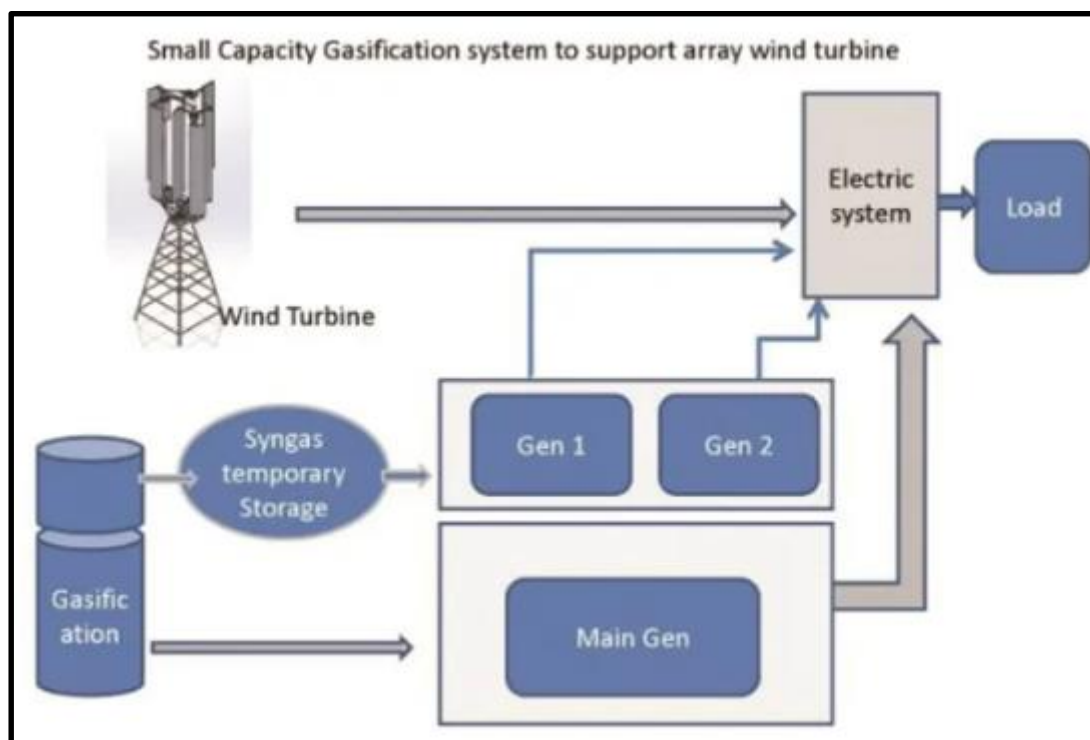 Small Capacity Gasification system to support array wind turbine
Electric
system
Load
Wind Turbine
Syngas
temporary
Storage
Gen 1
Gen 2
Gasific
ation
Main Gen